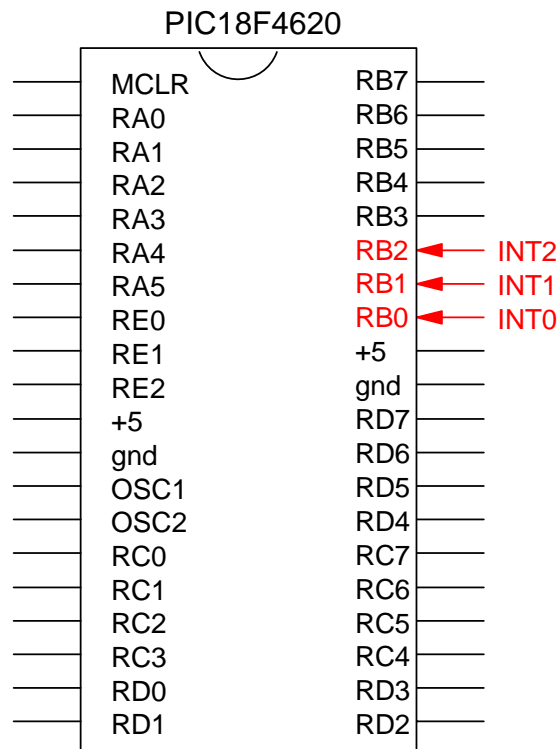 PIC18F4620
MCLR RB7
RA0 RB6
RA1 RB5
RA2 RB4
RA3 RB3
RA4 RB2 INT2
RA5 RB1 INT1
RE0 RB0 INT0
RE1 +5
RE2 gnd
+5 RD7
gnd RD6
OSC1 RD5
OSC2 RD4
RC0 RC7
RC1 RC6
RC2 RC5
RC3 RC4
RD0 RD3
RD1 RD2